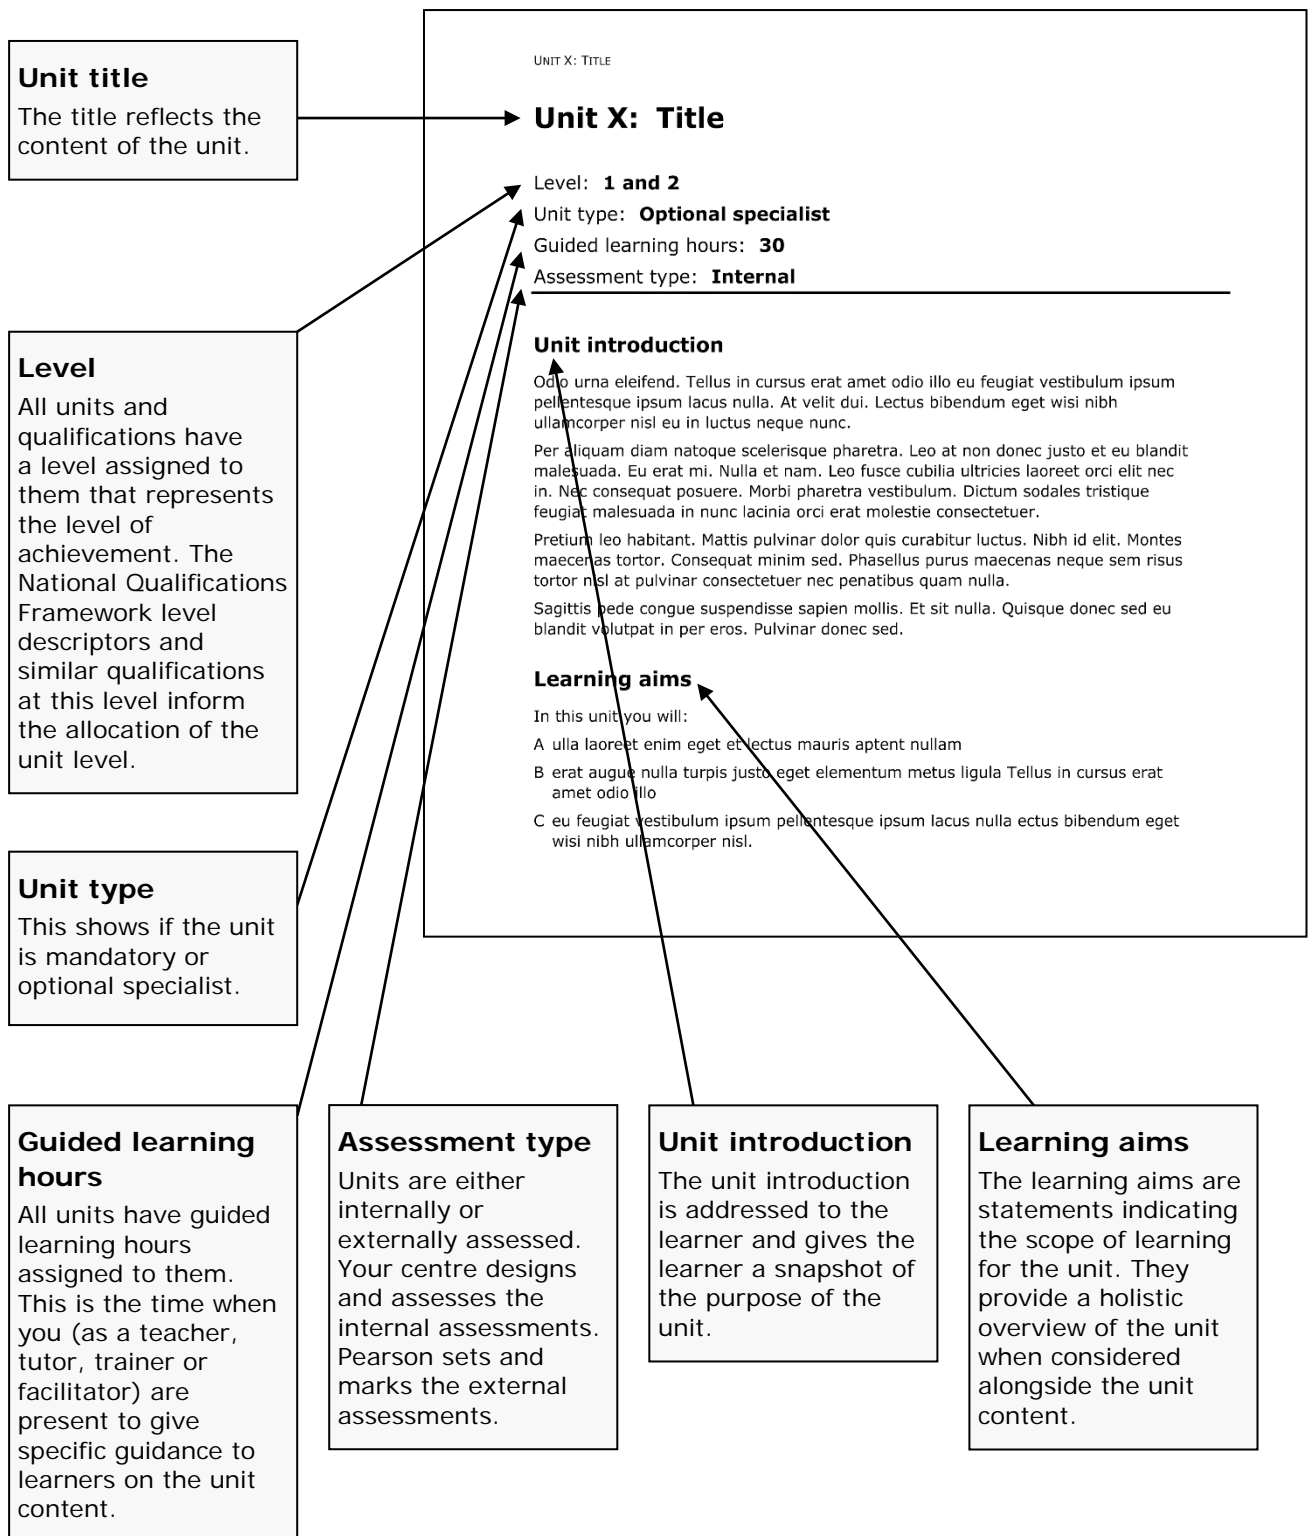 UNIT X: TITLE
Unit X: Title
Level: 1 and 2
Unit type: Optional specialist
Guided learning hours: 30
Assessment type: Internal
Unit introduction
Odio urna eleifend. Tellus in cursus erat amet odio illo eu feugiat vestibulum ipsum
pellentesque ipsum lacus nulla. At velit dui. Lectus bibendum eget wisi nibh
ullamcorper nisl eu in luctus neque nunc.
Per aliquam diam natoque scelerisque pharetra. Leo at non donec justo et eu blandit
malesuada. Eu erat mi. Nulla et nam. Leo fusce cubilia ultricies laoreet orci elit nec
in. Nec consequat posuere. Morbi pharetra vestibulum. Dictum sodales tristique
feugiat malesuada in nunc lacinia orci erat molestie consectetuer.
Pretium leo habitant. Mattis pulvinar dolor quis curabitur luctus. Nibh id elit. Montes
maecenas tortor. Consequat minim sed. Phasellus purus maecenas neque sem risus
tortor nisl at pulvinar consectetuer nec penatibus quam nulla.
Sagittis pede congue suspendisse sapien mollis. Et sit nulla. Quisque donec sed eu
blandit volutpat in per eros. Pulvinar donec sed.
Learning aims
In this unit you will:
A ulla laoreet enim eget et lectus mauris aptent nullam
B erat augue nulla turpis justo eget elementum metus ligula Tellus in cursus erat
amet odio illo
C eu feugiat vestibulum ipsum pellentesque ipsum lacus nulla ectus bibendum eget
wisi nibh ullamcorper nisl.
Unit title
The title reflects the
content of the unit.
Level
All units and
qualifications have
a level assigned to
them that represents
the level of
achievement. The
National Qualifications
Framework level
descriptors and
similar qualifications
at this level inform
the allocation of the
unit level.
Unit type
This shows if the unit
is mandatory or
optional specialist.
Guided learning
hours
All units have guided
learning hours
assigned to them.
This is the time when
you (as a teacher,
tutor, trainer or
facilitator) are
present to give
specific guidance to
learners on the unit
content.
Assessment type
Units are either
internally or
externally assessed.
Your centre designs
and assesses the
internal assessments.
Pearson sets and
marks the external
assessments.
Unit introduction
The unit introduction
is addressed to the
learner and gives the
learner a snapshot of
the purpose of the
unit.
Learning aims
The learning aims are
statements indicating
the scope of learning
for the unit. They
provide a holistic
overview of the unit
when considered
alongside the unit
content.